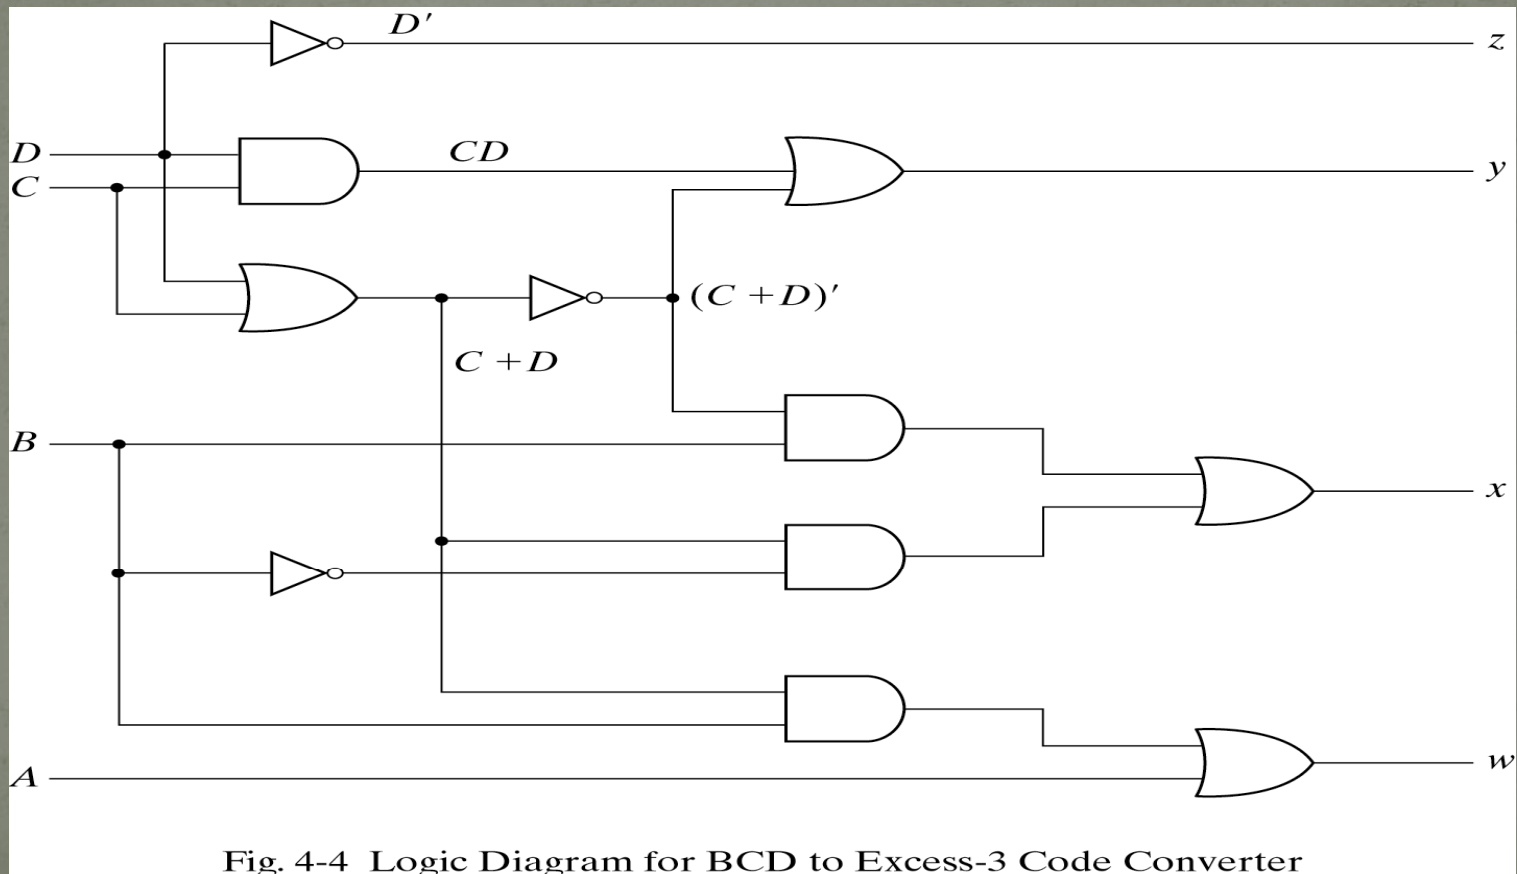 D′
z
D
CD
y
C
(C + D)′
C + D
B
x
A
w
Fig. 4-4 Logic Diagram for BCD to Excess-3 Code Converter